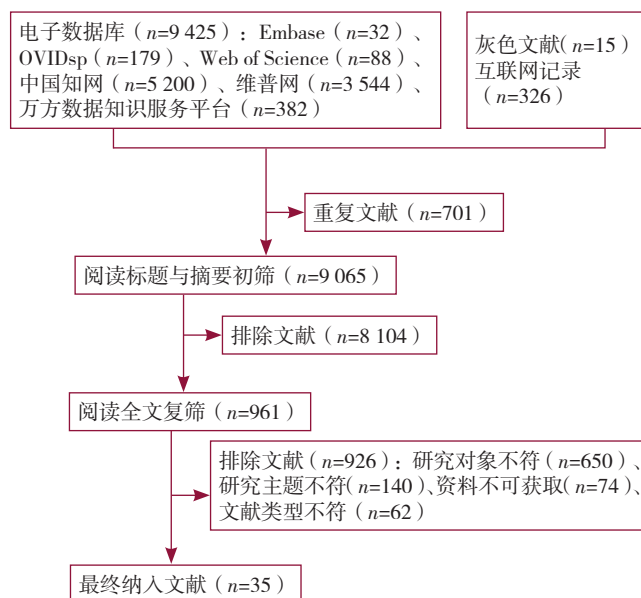 电子数据库（n=9 425）：Embase（n=32）、
OVIDsp（n=179）、Web of Science（n=88）、
中国知网（n=5 200）、维普网（n=3 544）、
万方数据知识服务平台（n=382）
灰色文献(n=15)
互联网记录
（n=326）
重复文献（n=701）
阅读标题与摘要初筛（n=9 065）
排除文献（n=8 104）
阅读全文复筛（n=961）
排除文献（n=926）：研究对象不符（n=650）、
研究主题不符(n=140)、资料不可获取(n=74)、
文献类型不符（n=62）
最终纳入文献（n=35）